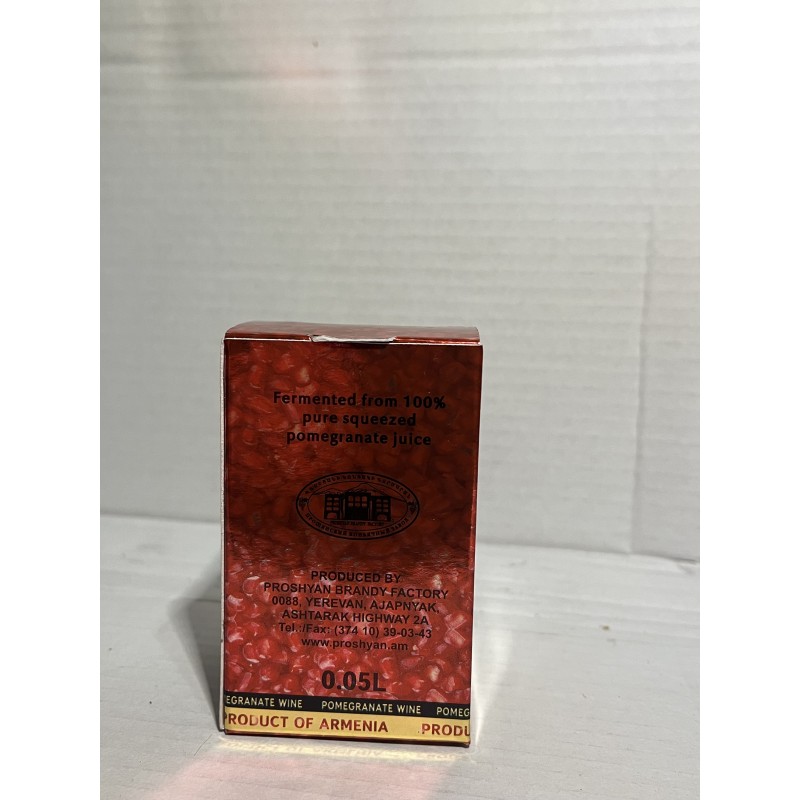 Fermented from 100%
pure squeezed
pomegranate juice
PRODUCED BY
PROSHYAN BRANDY FACTORY
0088, YEREVAN, AJAPNYAK,
ASHTARAK HIGHWAY 2A
Tel.:/Fax: (374 10) 39-03-43
www.proshyan.am
0.05L
EGRANATE WINE POMEGRANATE WINE POMEG
PRODUCT OF ARMENIA PRODU